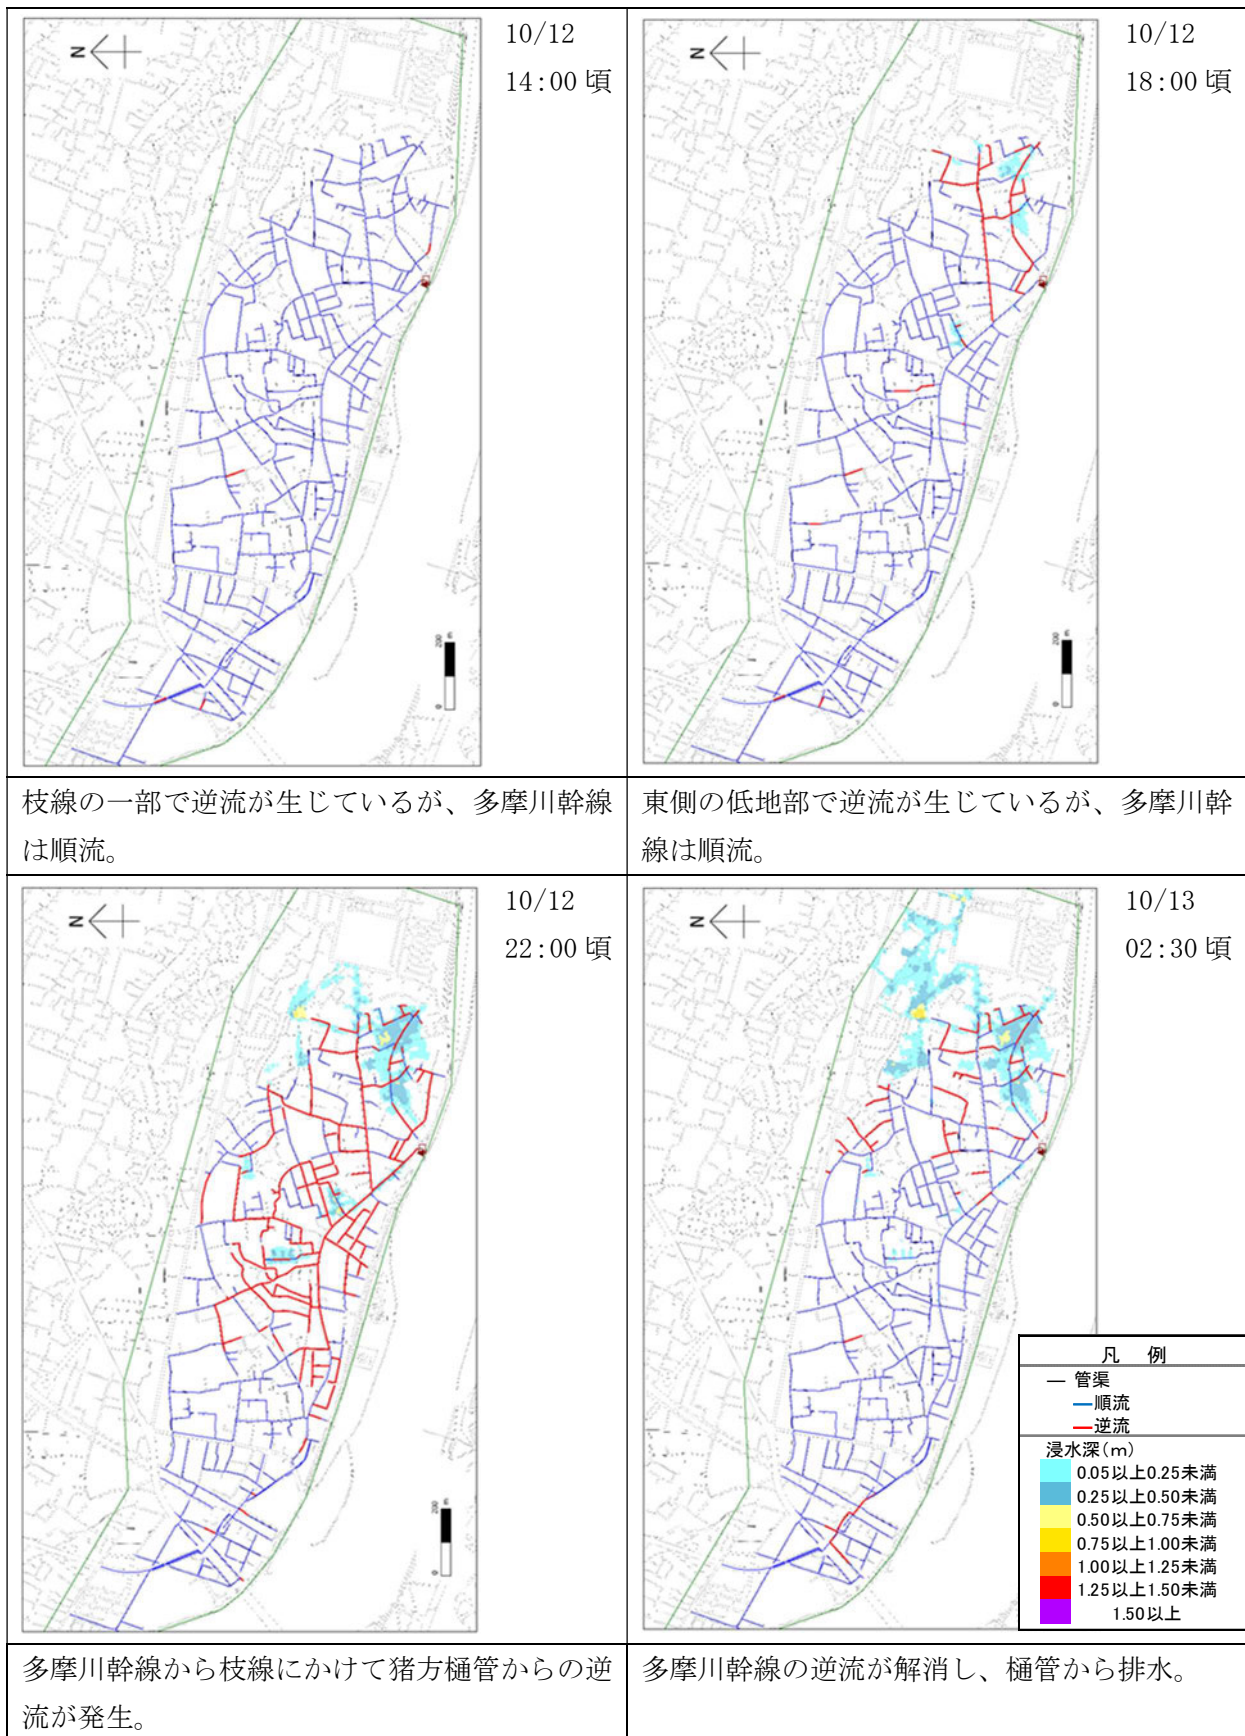 N
10/12
14:00 頃
0 200 m
枝線の一部で逆流が生じているが、多摩川幹線
は順流。
N
10/12
18:00 頃
0 200 m
東側の低地部で逆流が生じているが、多摩川幹
線は順流。
N
10/12
22:00 頃
0 200 m
多摩川幹線から枝線にかけて猪方樋管からの逆
流が発生。
N
10/13
02:30 頃
凡 例
管渠
順流
逆流
浸水深(m)
0.05以上0.25未満
0.25以上0.50未満
0.50以上0.75未満
0.75以上1.00未満
1.00以上1.25未満
1.25以上1.50未満
1.50以上
多摩川幹線の逆流が解消し、樋管から排水。